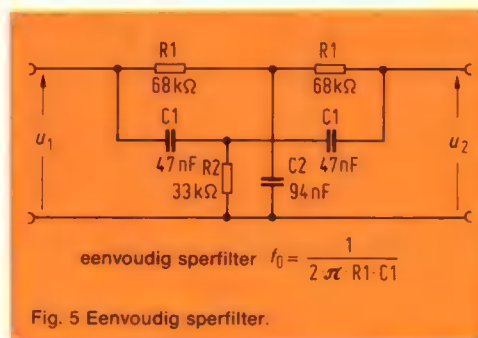 R1 R1
68kΩ 68kΩ
C1 C1
u1 u2
47nF R2 C2 47nF
33kΩ 94nF
eenvoudig sperfilter f0 = 1 / 2 π · R1 · C1
Fig. 5 Eenvoudig sperfilter.